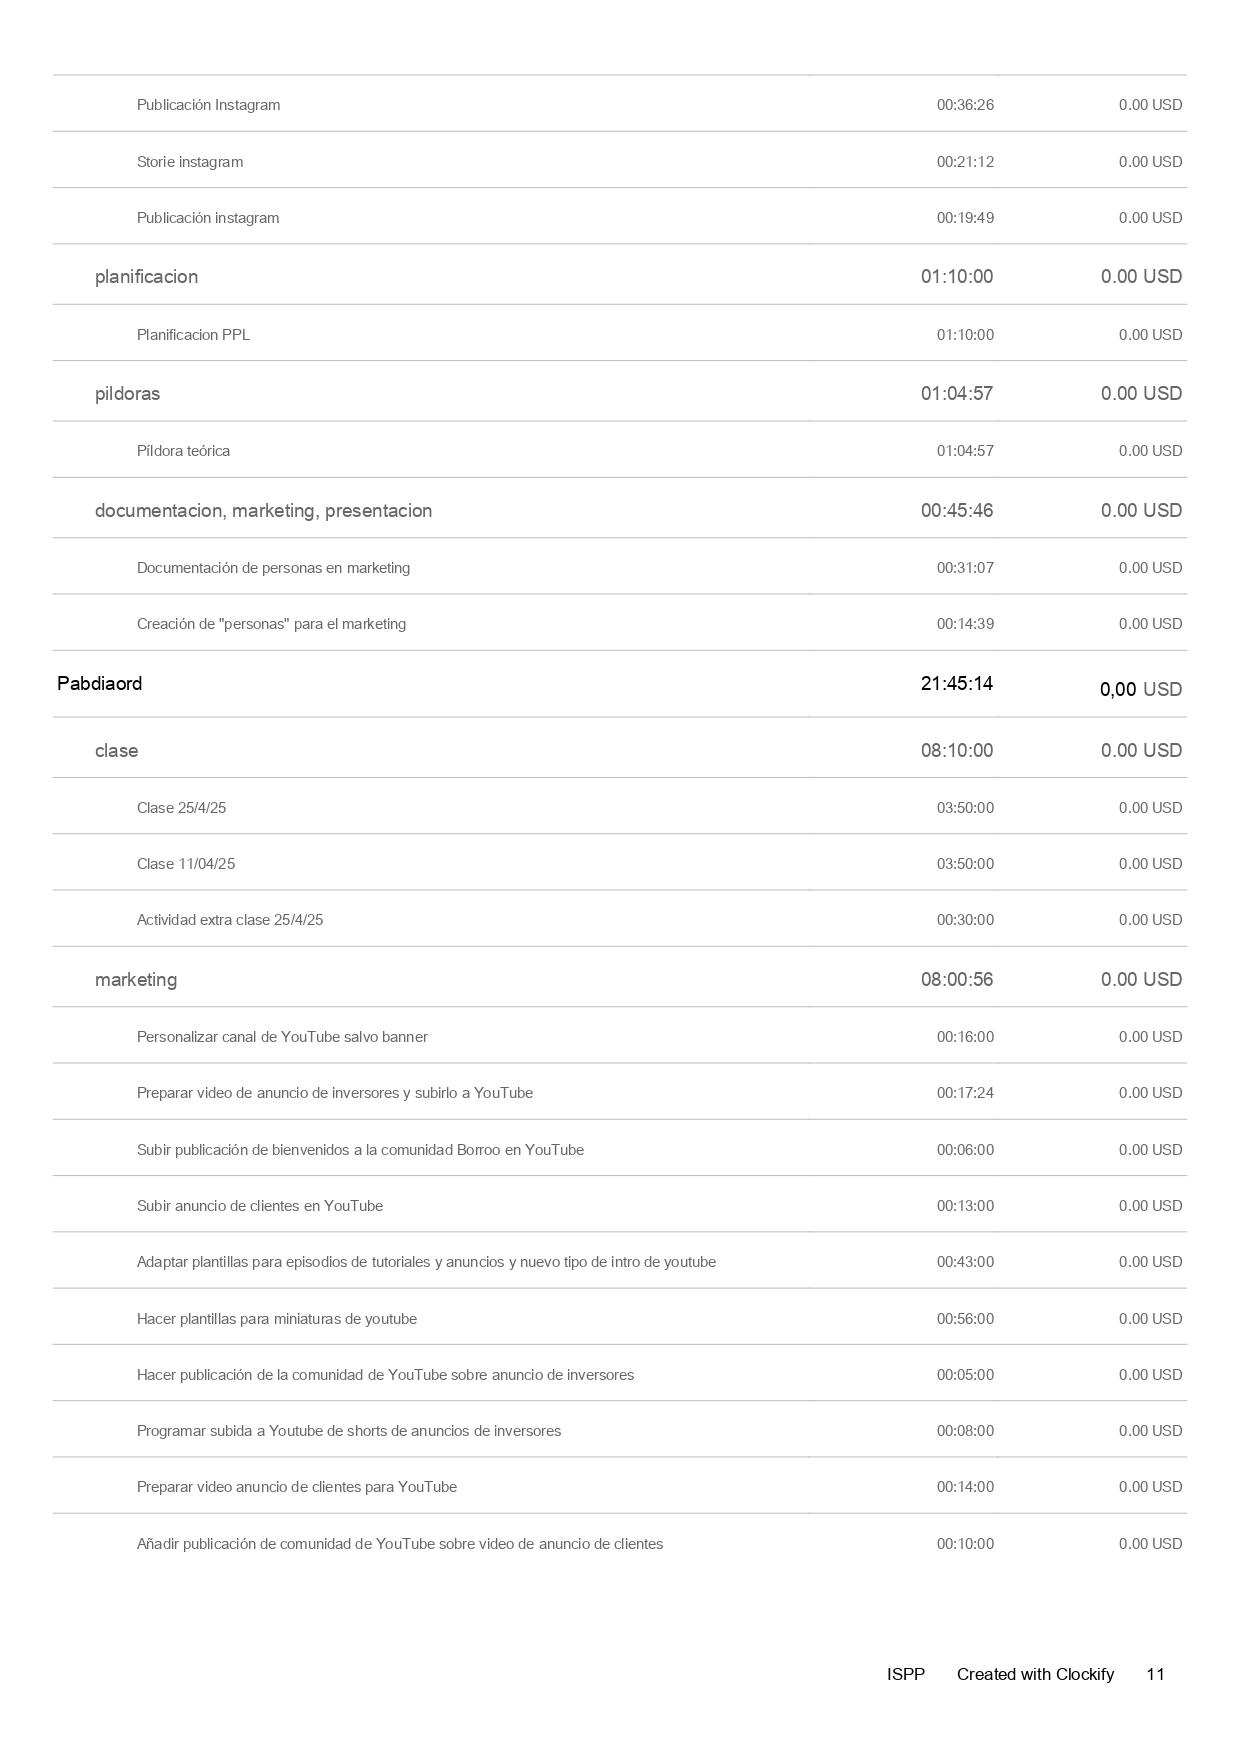 Publicación Instagram 00:36:26 0.00 USD
Storie instagram 00:21:12 0.00 USD
Publicación instagram 00:19:49 0.00 USD
planificacion 01:10:00 0.00 USD
Planificacion PPL 01:10:00 0.00 USD
pildoras 01:04:57 0.00 USD
Píldora teórica 01:04:57 0.00 USD
documentacion, marketing, presentacion 00:45:46 0.00 USD
Documentación de personas en marketing 00:31:07 0.00 USD
Creación de "personas" para el marketing 00:14:39 0.00 USD
Pabdiaord 21:45:14 0,00 USD
clase 08:10:00 0.00 USD
Clase 25/4/25 03:50:00 0.00 USD
Clase 11/04/25 03:50:00 0.00 USD
Actividad extra clase 25/4/25 00:30:00 0.00 USD
marketing 08:00:56 0.00 USD
Personalizar canal de YouTube salvo banner 00:16:00 0.00 USD
Preparar video de anuncio de inversores y subirlo a YouTube 00:17:24 0.00 USD
Subir publicación de bienvenidos a la comunidad Borroo en YouTube 00:06:00 0.00 USD
Subir anuncio de clientes en YouTube 00:13:00 0.00 USD
Adaptar plantillas para episodios de tutoriales y anuncios y nuevo tipo de intro de youtube 00:43:00 0.00 USD
Hacer plantillas para miniaturas de youtube 00:56:00 0.00 USD
Hacer publicación de la comunidad de YouTube sobre anuncio de inversores 00:05:00 0.00 USD
Programar subida a Youtube de shorts de anuncios de inversores 00:08:00 0.00 USD
Preparar video anuncio de clientes para YouTube 00:14:00 0.00 USD
Añadir publicación de comunidad de YouTube sobre video de anuncio de clientes 00:10:00 0.00 USD
ISPP Created with Clockify 11